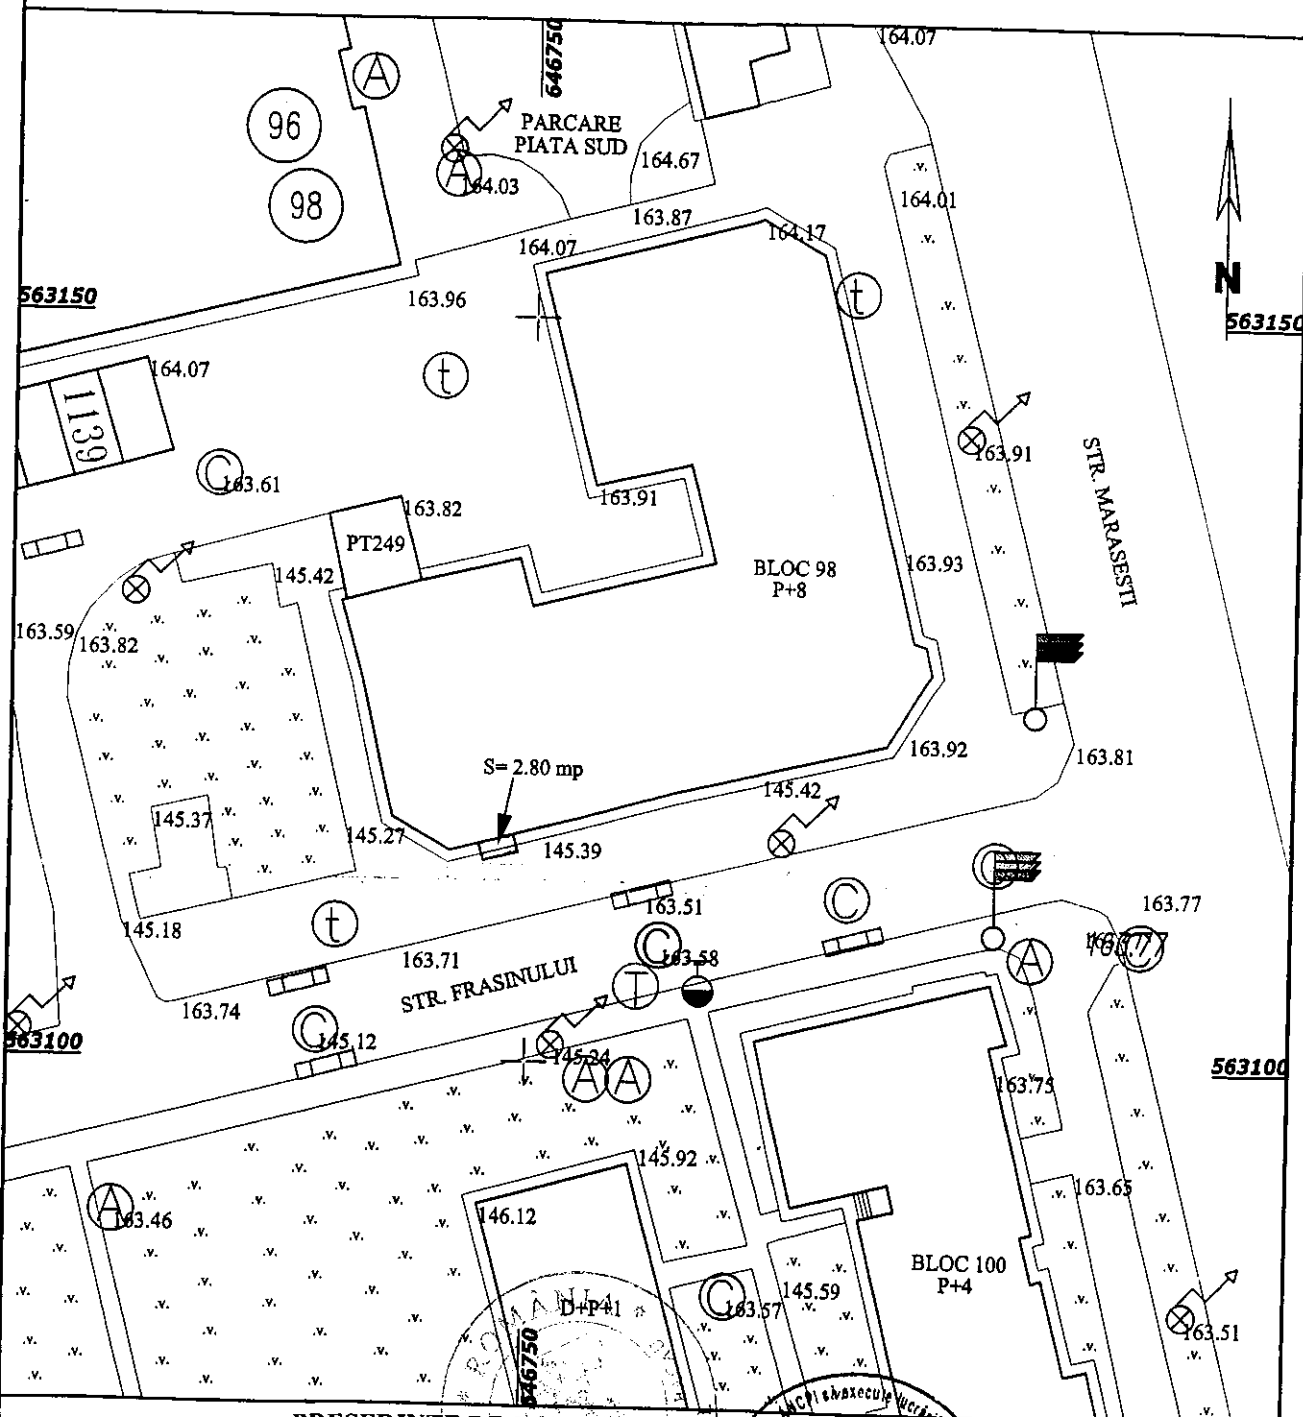 646750
164.07
A
96
PARCARE
PIATA SUD
164.67
A
164.03
98
164.01
163.87
164.17
164.07
N
563150
163.96
t
563150
164.07
t
1139
163.91
C
163.61
163.91
163.82
STR. MARASESTI
PT249
BLOC 98
P+8
163.93
145.42
163.59
163.82
163.92
163.81
S= 2.80 mp
145.42
145.37
145.27
145.39
C
C
163.77
163.51
145.18
t
C
163.58
A
163.71
STR. FRASINULUI
T
163.74
C
145.12
563100
145.24
A
A
563100
163.75
145.92
163.65
A
163.46
146.12
BLOC 100
P+4
145.59
C
163.57
D+P+1
ROMÂNIA
163.51
646750